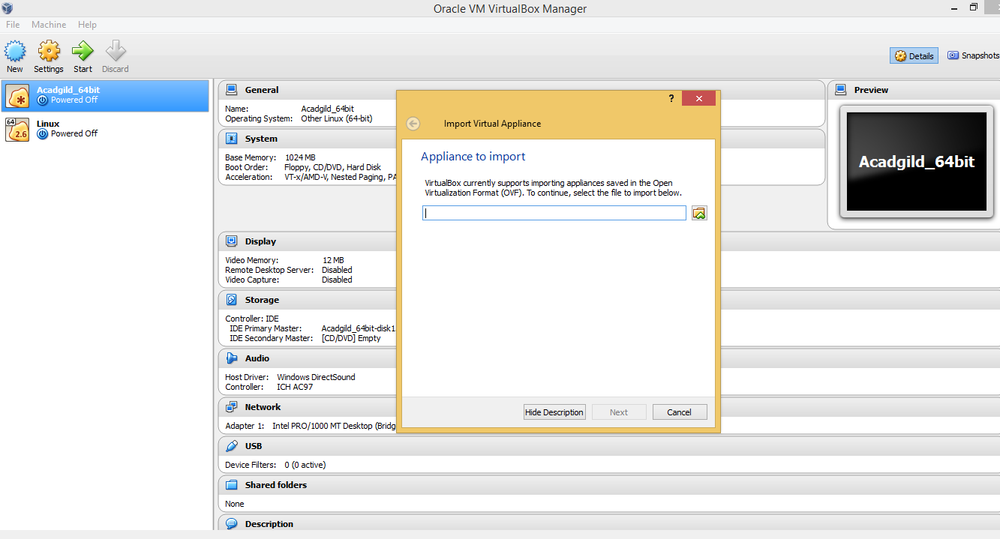 Oracle VM VirtualBox Manager
File Machine Help
New Settings Start Discard
Details Snapshots
Acadgild_64bit
Powered Off
64
2.6
Linux
Powered Off
General
Name: Acadgild_64bit
Operating System: Other Linux (64-bit)
System
Base Memory: 1024 MB
Boot Order: Floppy, CD/DVD, Hard Disk
Acceleration: VT-x/AMD-V, Nested Paging, PA
Display
Video Memory: 12 MB
Remote Desktop Server: Disabled
Video Capture: Disabled
Storage
Controller: IDE
IDE Primary Master: Acadgild_64bit-disk1
IDE Secondary Master: [CD/DVD] Empty
Audio
Host Driver: Windows DirectSound
Controller: ICH AC97
Network
Adapter 1: Intel PRO/1000 MT Desktop (Bridg
USB
Device Filters: 0 (0 active)
Shared folders
None
Description
?
Import Virtual Appliance
Appliance to import
VirtualBox currently supports importing appliances saved in the Open
Virtualization Format (OVF). To continue, select the file to import below.
Hide Description Next Cancel
Preview
Acadgild_64bit